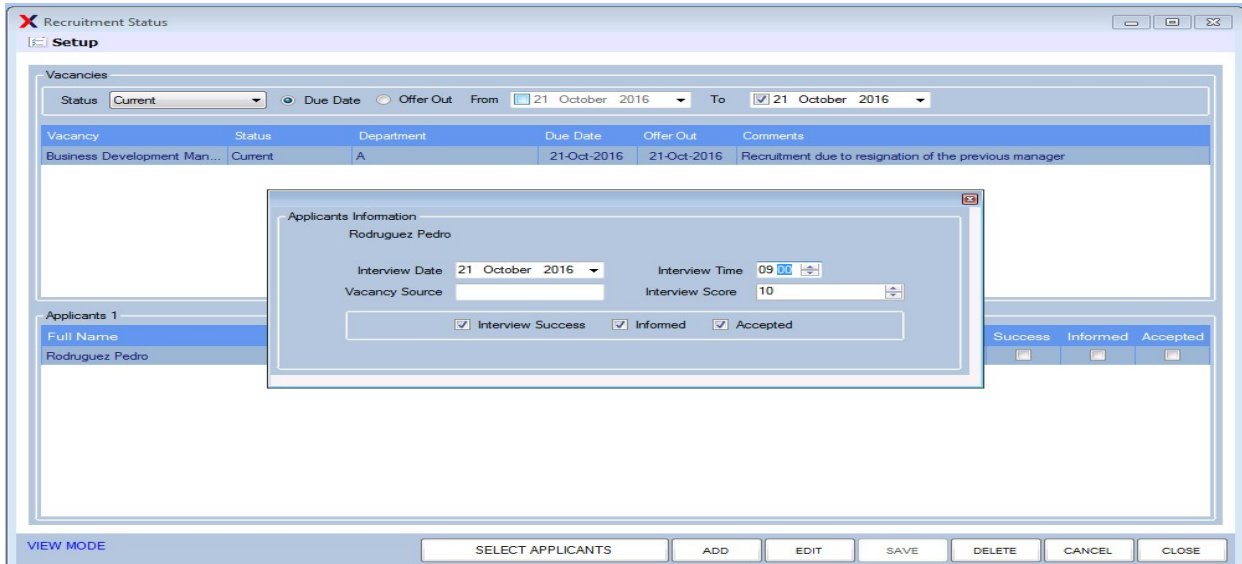 Recruitment Status
Setup
Vacancies
Status Current Due Date Offer Out From 21 October 2016 To 21 October 2016
Vacancy Status Department Due Date Offer Out Comments
Business Development Man... Current A 21-Oct-2016 21-Oct-2016 Recruitment due to resignation of the previous manager
Applicants Information
Rodruguez Pedro
Interview Date 21 October 2016 Interview Time 09 00
Vacancy Source Interview Score 10
Interview Success Informed Accepted
Applicants 1
Full Name Success Informed Accepted
Rodruguez Pedro
VIEW MODE SELECT APPLICANTS ADD EDIT SAVE DELETE CANCEL CLOSE